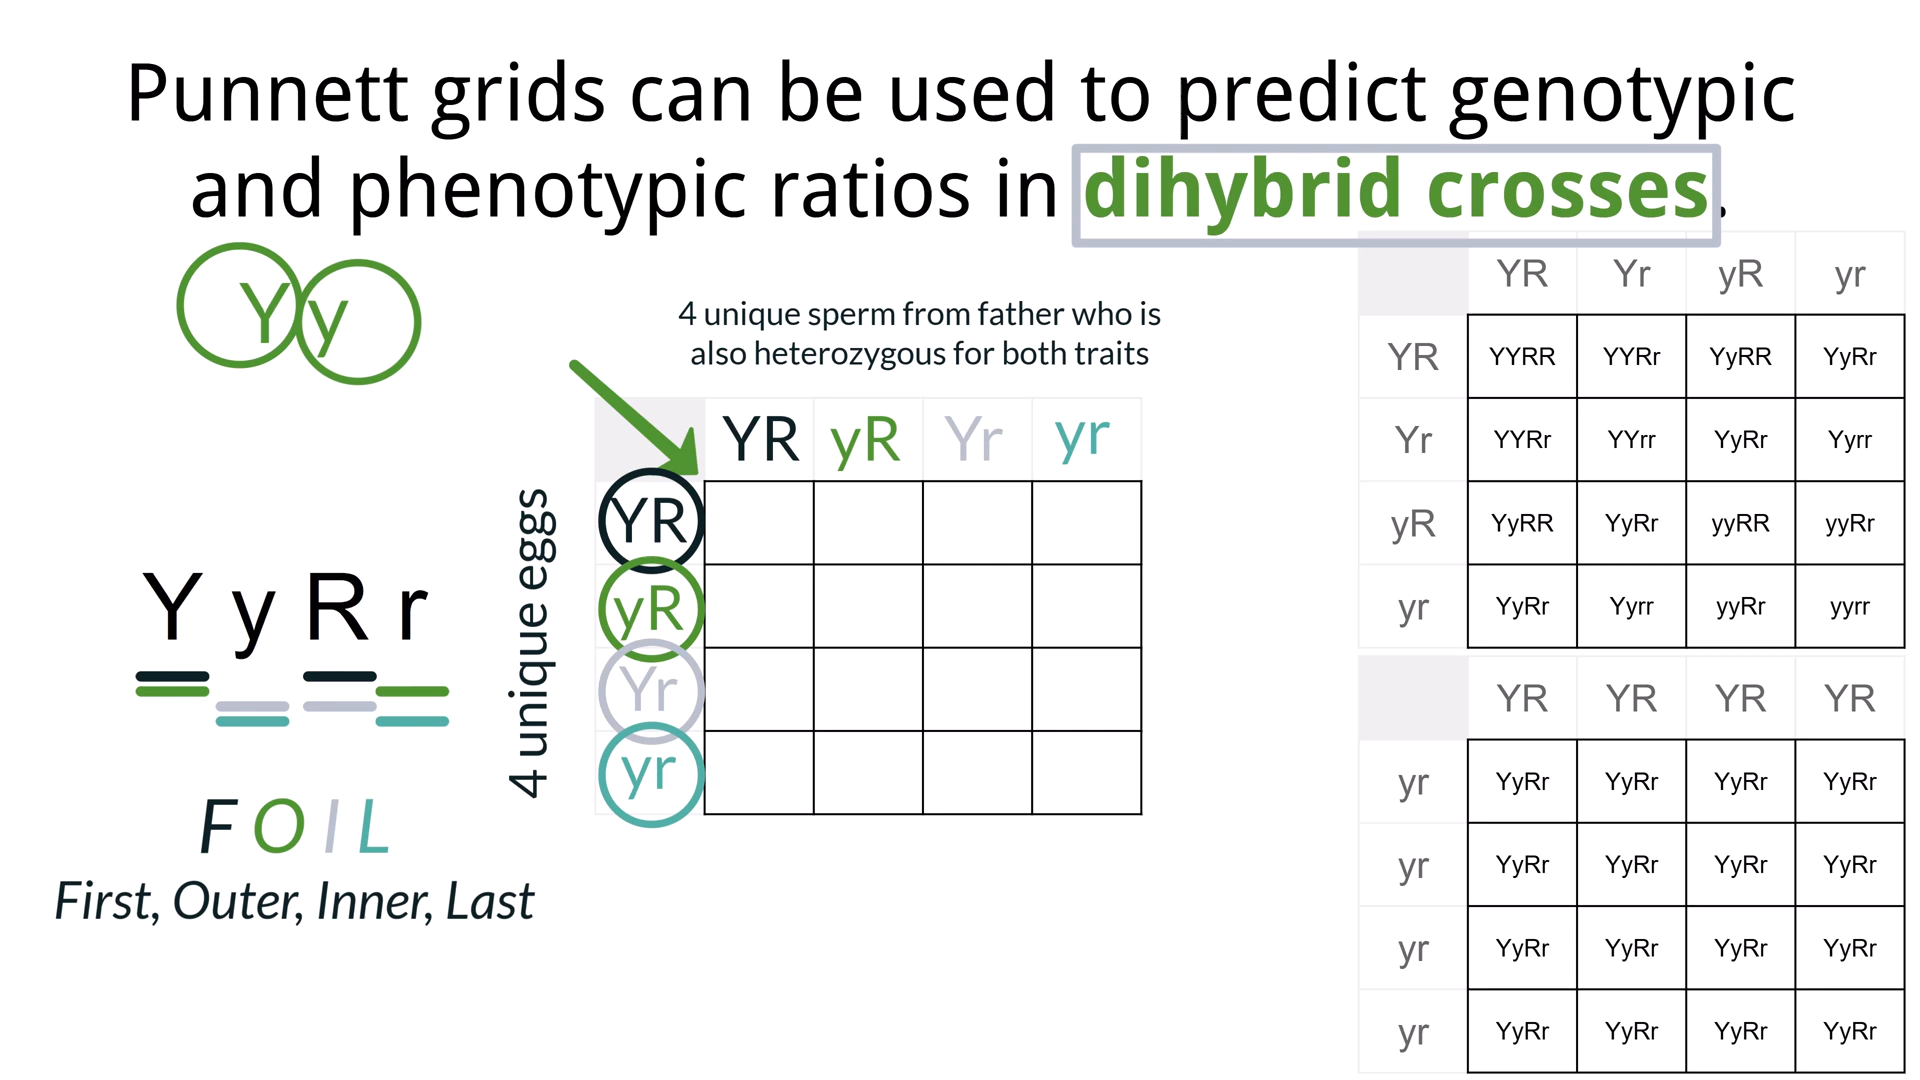 Punnett grids can be used to predict genotypic
and phenotypic ratios in dihybrid crosses.
Yy
4 unique sperm from father who is
also heterozygous for both traits
YR yR Yr yr
4 unique eggs
YR
yR
Yr
yr
YyRr
FOIL
First, Outer, Inner, Last
YR Yr yR yr
YR YYRR YYRr YyRR YyRr
Yr YYRr YYrr YyRr Yyrr
yR YyRR YyRr yyRR yyRr
yr YyRr Yyrr yyRr yyrr
YR YR YR YR
yr YyRr YyRr YyRr YyRr
yr YyRr YyRr YyRr YyRr
yr YyRr YyRr YyRr YyRr
yr YyRr YyRr YyRr YyRr